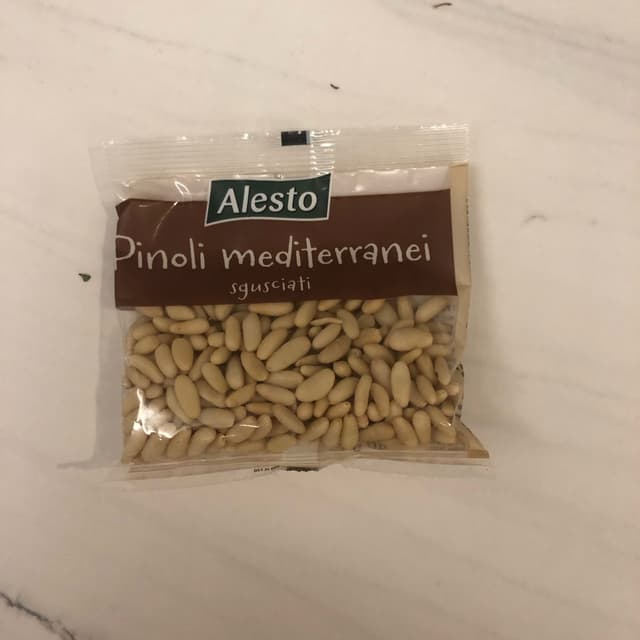 Alesto
Pinoli mediterranei
sgusciati